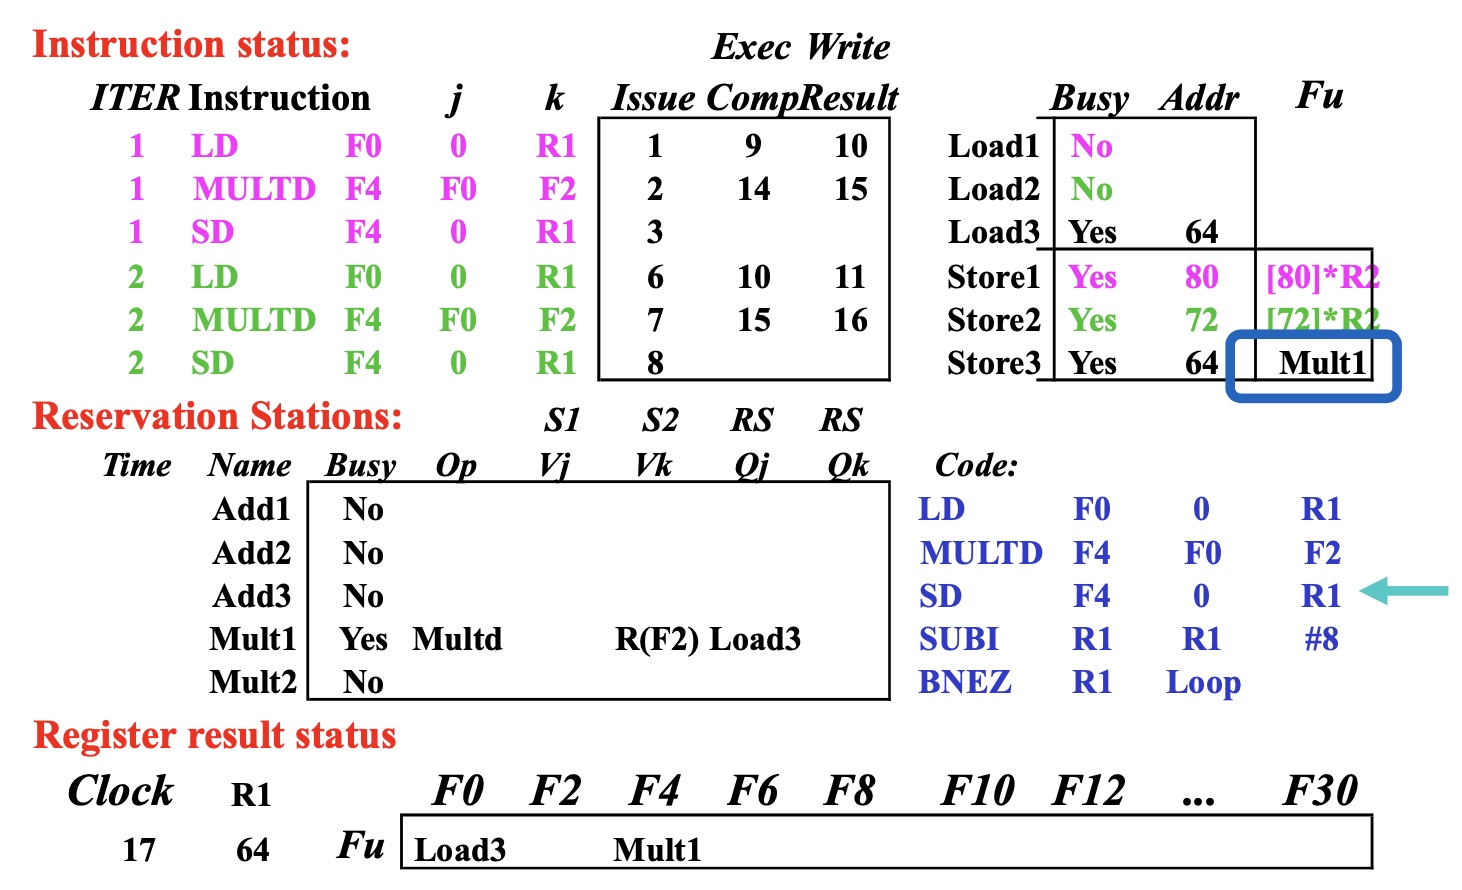 Instruction status: Exec Write
ITER Instruction j k Issue Comp Result Busy Addr Fu
1 LD F0 0 R1 1 9 10 Load1 No
1 MULTD F4 F0 F2 2 14 15 Load2 No
1 SD F4 0 R1 3 Load3 Yes 64
2 LD F0 0 R1 6 10 11 Store1 Yes 80 [80]*R2
2 MULTD F4 F0 F2 7 15 16 Store2 Yes 72 [72]*R2
2 SD F4 0 R1 8 Store3 Yes 64 Mult1
Reservation Stations: S1 S2 RS RS
Time Name Busy Op Vj Vk Qj Qk Code:
Add1 No LD F0 0 R1
Add2 No MULTD F4 F0 F2
Add3 No SD F4 0 R1
Mult1 Yes Multd R(F2) Load3 SUBI R1 R1 #8
Mult2 No BNEZ R1 Loop
Register result status
Clock R1 F0 F2 F4 F6 F8 F10 F12 ... F30
17 64 Fu Load3 Mult1